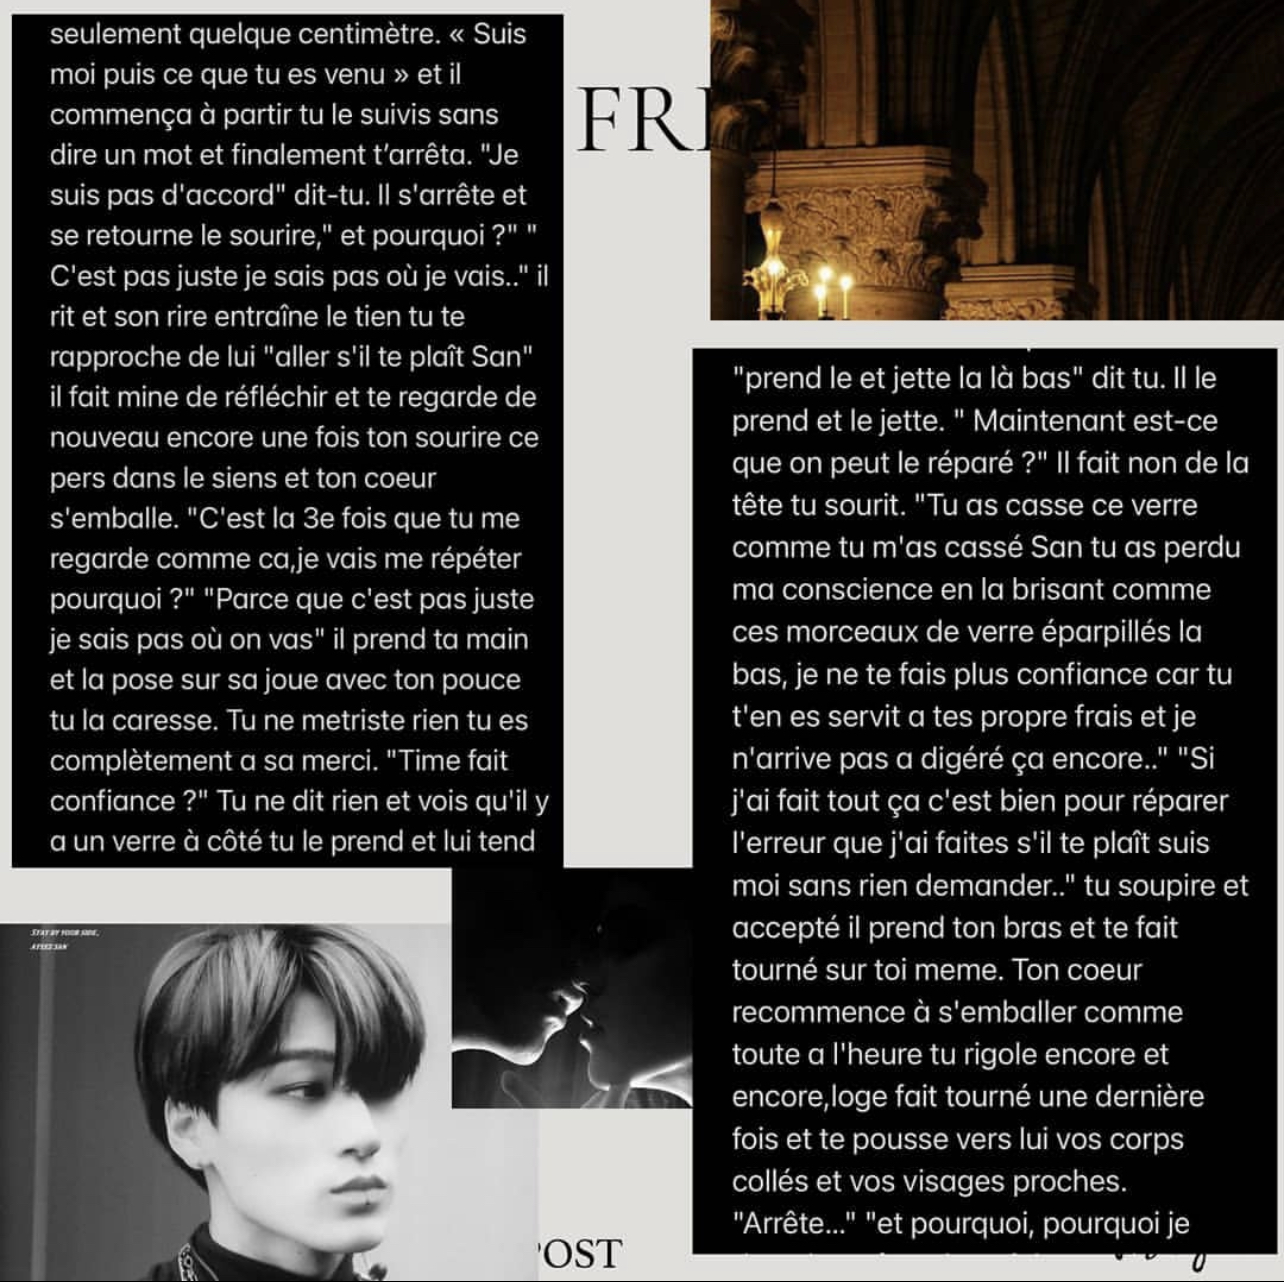 seulement quelque centimètre. « Suis
moi puis ce que tu es venu » et il
commença à partir tu le suivis sans
dire un mot et finalement t'arrêta. "Je
suis pas d'accord" dit-tu. Il s'arrête et
se retourne le sourire," et pourquoi ?" "
C'est pas juste je sais pas où je vais.." il
rit et son rire entraîne le tien tu te
rapproche de lui "aller s'il te plaît San"
il fait mine de réfléchir et te regarde de
nouveau encore une fois ton sourire ce
pers dans le siens et ton coeur
s'emballe. "C'est la 3e fois que tu me
regarde comme ca,je vais me répéter
pourquoi ?" "Parce que c'est pas juste
je sais pas où on vas" il prend ta main
et la pose sur sa joue avec ton pouce
tu la caresse. Tu ne metriste rien tu es
complètement a sa merci. "Time fait
confiance ?" Tu ne dit rien et vois qu'il y
a un verre à côté tu le prend et lui tend
FRI
"prend le et jette la là bas" dit tu. Il le
prend et le jette. " Maintenant est-ce
que on peut le réparé ?" Il fait non de la
tête tu sourit. "Tu as casse ce verre
comme tu m'as cassé San tu as perdu
ma conscience en la brisant comme
ces morceaux de verre éparpillés la
bas, je ne te fais plus confiance car tu
t'en es servit a tes propre frais et je
n'arrive pas a digéré ça encore.." "Si
j'ai fait tout ça c'est bien pour réparer
l'erreur que j'ai faites s'il te plaît suis
moi sans rien demander.." tu soupire et
accepté il prend ton bras et te fait
tourné sur toi meme. Ton coeur
recommence à s'emballer comme
toute a l'heure tu rigole encore et
encore,loge fait tourné une dernière
fois et te pousse vers lui vos corps
collés et vos visages proches.
"Arrête..." "et pourquoi, pourquoi je
STAY BY YOUR SIDE,
ATEEZ SAN
POST